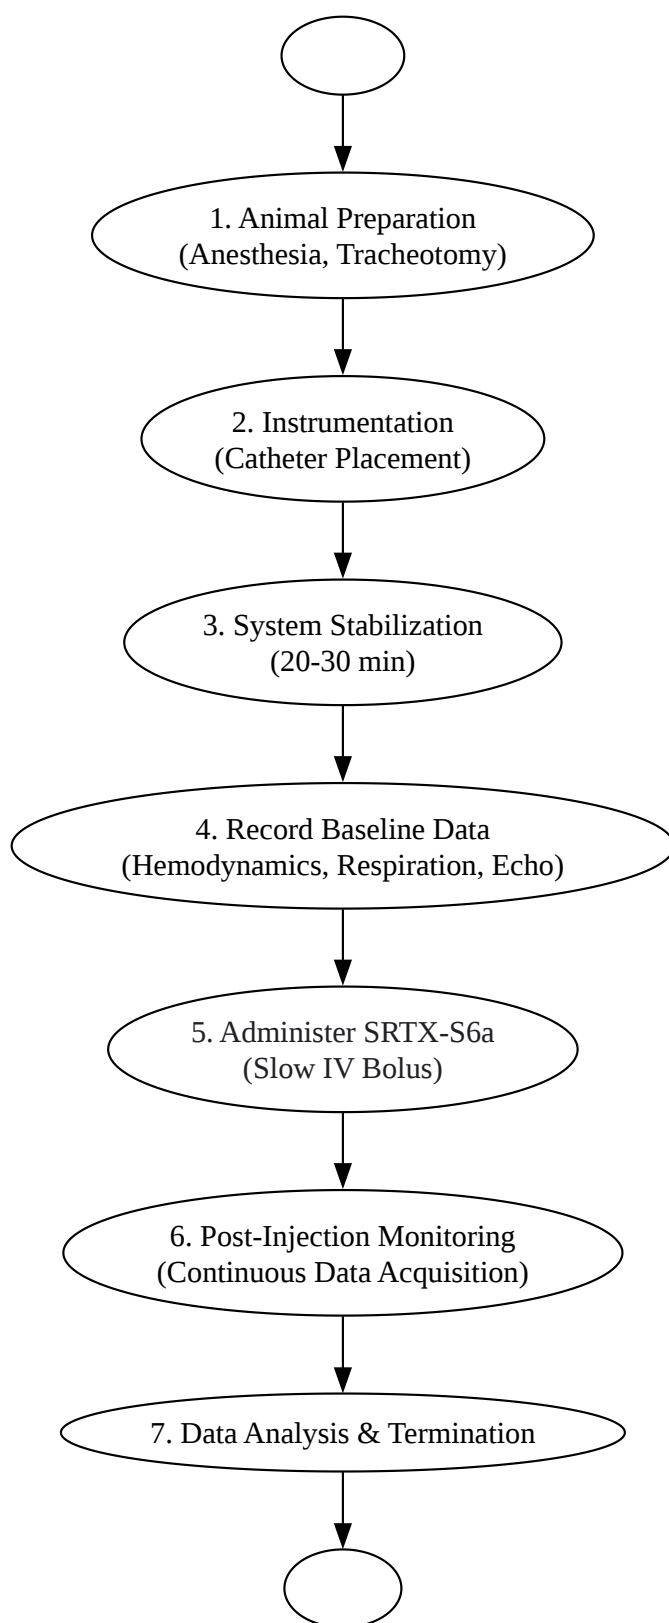 1. Animal Preparation
(Anesthesia, Tracheotomy)
2. Instrumentation
(Catheter Placement)
3. System Stabilization
(20-30 min)
4. Record Baseline Data
(Hemodynamics, Respiration, Echo)
5. Administer SRTX-S6a
(Slow IV Bolus)
6. Post-Injection Monitoring
(Continuous Data Acquisition)
7. Data Analysis & Termination